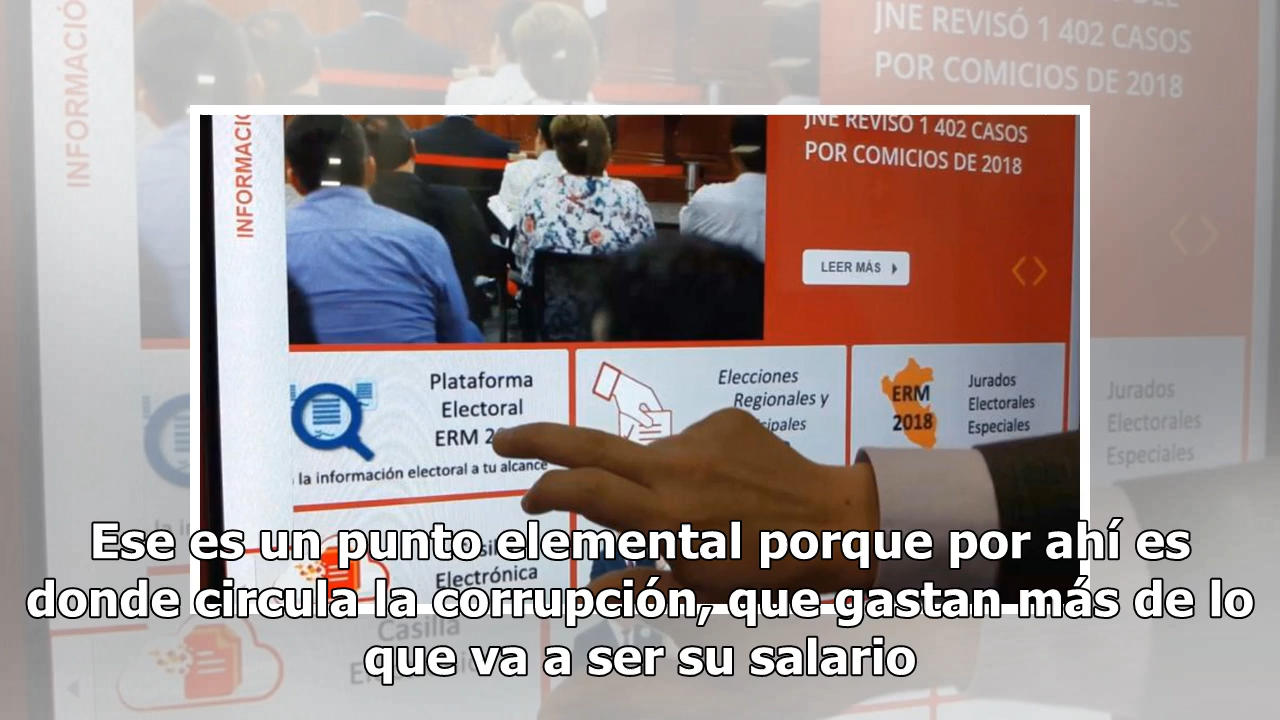 INFORMACIÓ
JNE REVISÓ 1 402 CASOS
POR COMICIOS DE 2018
INFORMACIÓ
JNE REVISÓ 1 402 CASOS
POR COMICIOS DE 2018
LEER MÁS
Plataforma
Electoral
ERM
la información electoral a tu alcance
Elecciones
Regionales y
ERM
2018
Jurados
Electorales
Especiales
Jurados
Electorales
Especiales
Electrónica
Casilla
Ese es un punto elemental porque por ahí es
donde circula la corrupción, que gastan más de lo
que va a ser su salario